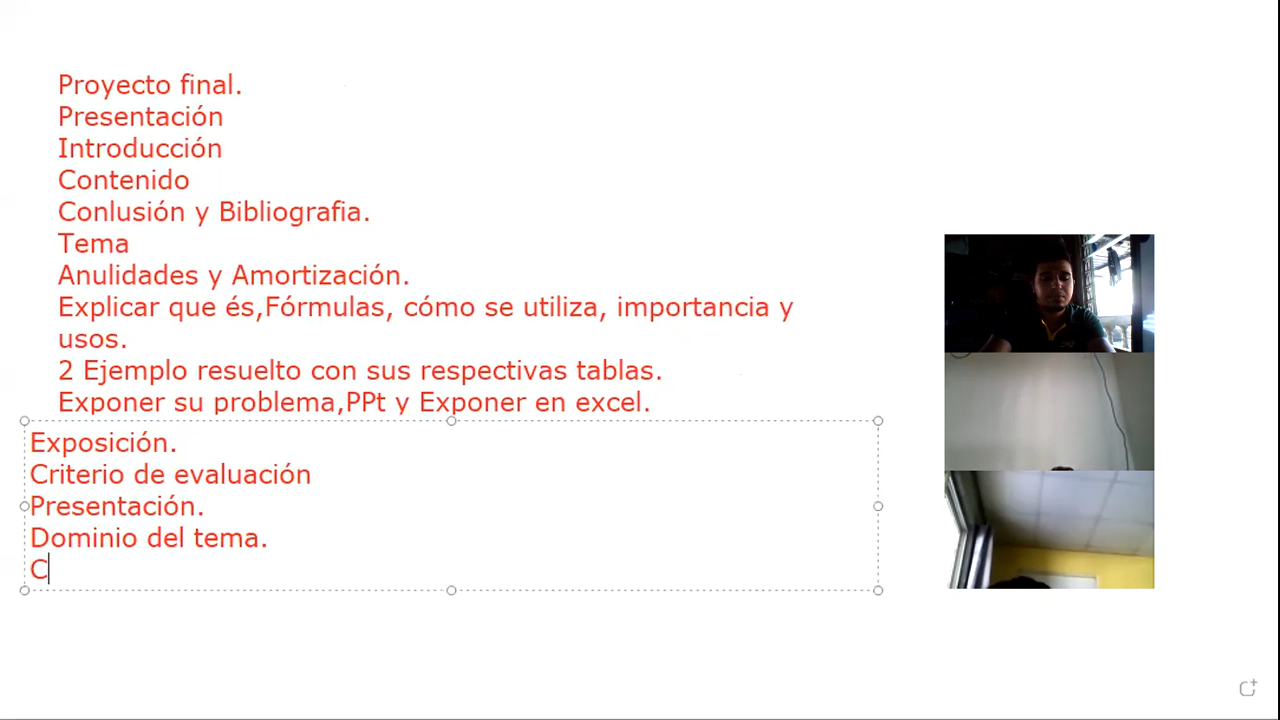 Proyecto final.
Presentación
Introducción
Contenido
Conlusión y Bibliografia.
Tema
Anulidades y Amortización.
Explicar que és,Fórmulas, cómo se utiliza, importancia y
usos.
2 Ejemplo resuelto con sus respectivas tablas.
Exponer su problema,PPt y Exponer en excel.
Exposición.
Criterio de evaluación
Presentación.
Dominio del tema.
C